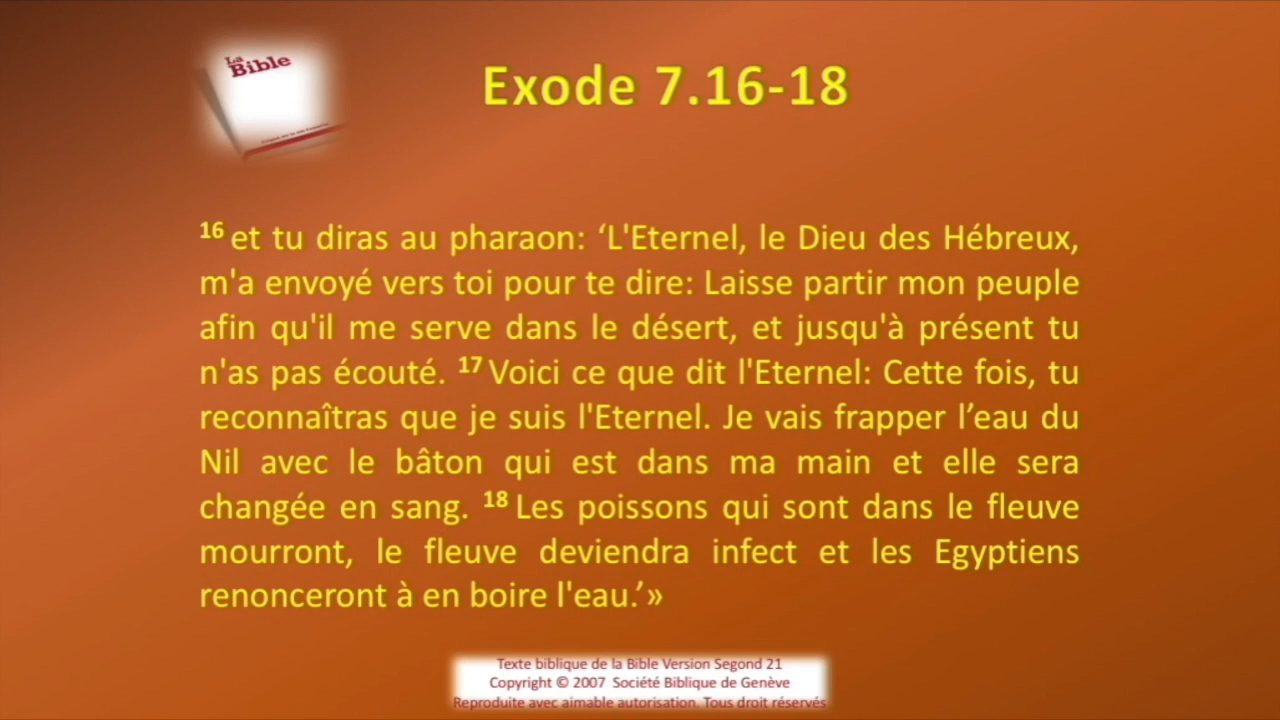 La
Bible
Exode 7.16-18
16 et tu diras au pharaon: ‘L'Eternel, le Dieu des Hébreux,
m'a envoyé vers toi pour te dire: Laisse partir mon peuple
afin qu'il me serve dans le désert, et jusqu'à présent tu
n'as pas écouté. 17 Voici ce que dit l'Eternel: Cette fois, tu
reconnaîtras que je suis l'Eternel. Je vais frapper l’eau du
Nil avec le bâton qui est dans ma main et elle sera
changée en sang. 18 Les poissons qui sont dans le fleuve
mourront, le fleuve deviendra infect et les Egyptiens
renonceront à en boire l'eau.’»
Texte biblique de la Bible Version Segond 21
Copyright © 2007 Société Biblique de Genève
Reproduite avec aimable autorisation. Tous droit réservés